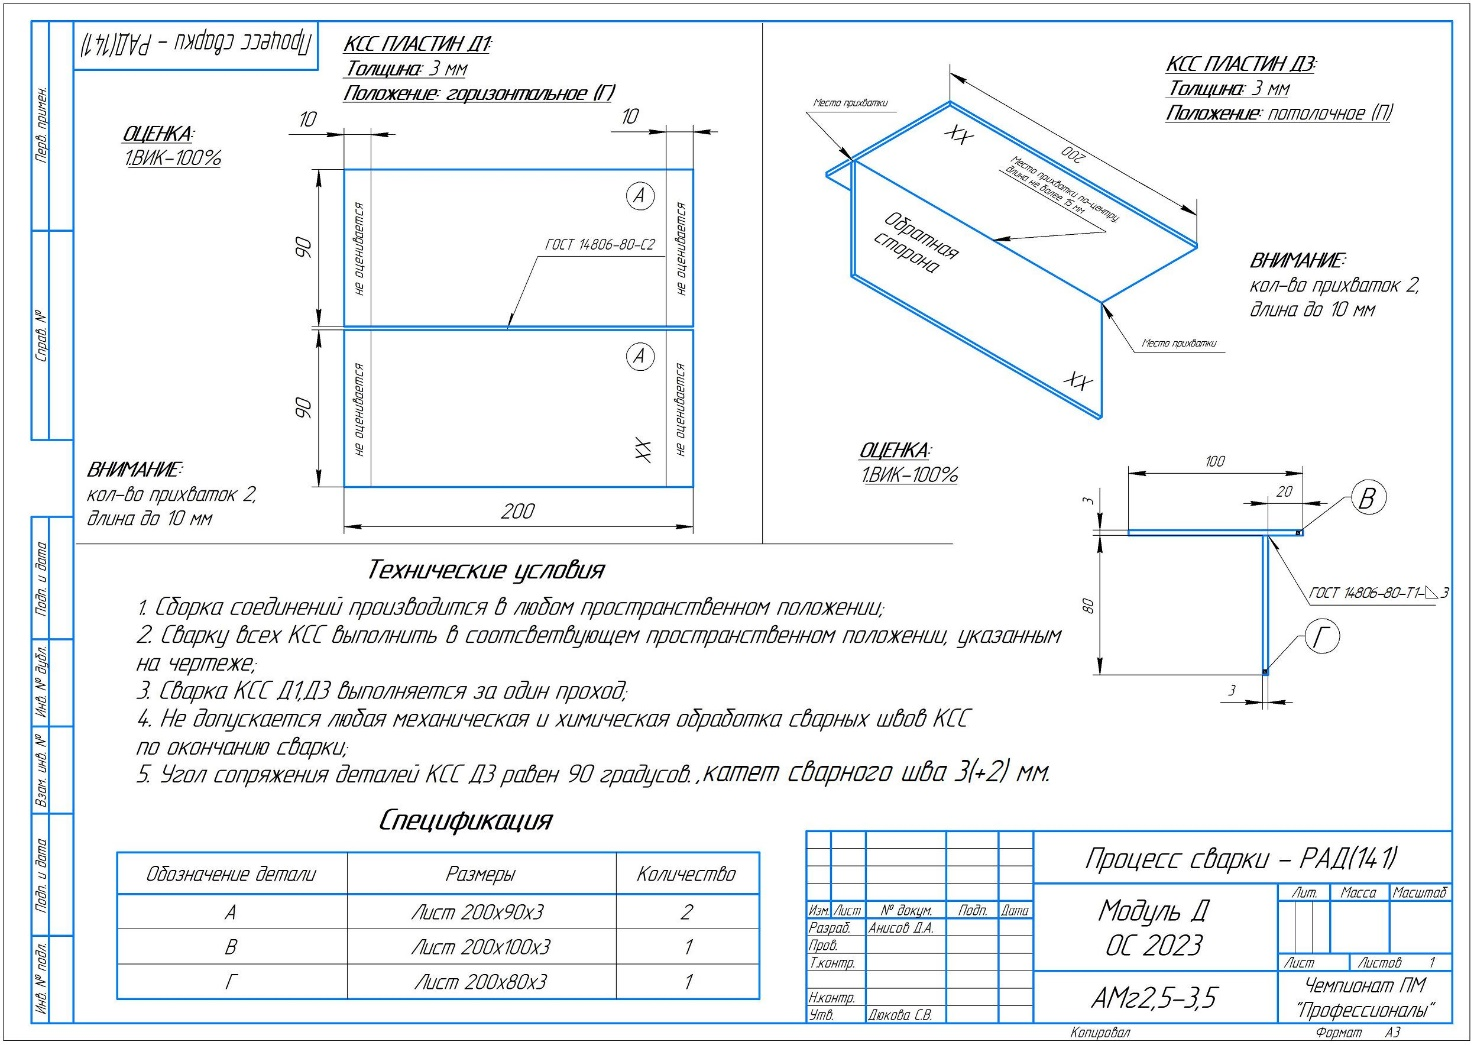 Процесс сварки - РАД(141)
КСС ПЛАСТИН Д1:
Толщина: 3 мм
Положение: горизонтальное (Г)
ОЦЕНКА:
1.ВИК-100%
10
10
90
90
А
А
не оценивается
не оценивается
не оценивается
не оценивается
ГОСТ 14806-80-С2
ХХ
200
ВНИМАНИЕ:
кол-во прихваток 2,
длина до 10 мм
КСС ПЛАСТИН Д3:
Толщина: 3 мм
Положение: потолочное (П)
Место прихватки
ХХ
200
Место прихватки по-центру,
длина не более 15 мм
Обратная
сторона
ХХ
Место прихватки
ВНИМАНИЕ:
кол-во прихваток 2,
длина до 10 мм
ОЦЕНКА:
1.ВИК-100%
100
20
3
80
3
В
Г
ГОСТ 14806-80-Т1-◺3
Технические условия
1. Сборка соединений производится в любом пространственном положении;
2. Сварку всех КСС выполнить в соотсветвующем пространственном положении, указанным
на чертеже;
3. Сварка КСС Д1,Д3 выполняется за один проход;
4. Не допускается любая механическая и химическая обработка сварных швов КСС
по окончанию сварки;
5. Угол сопряжения деталей КСС Д3 равен 90 градусов. ,катет сварного шва 3(+2) мм.
Спецификация
Обозначение детали Размеры Количество
А Лист 200х90х3 2
В Лист 200х100х3 1
Г Лист 200х80х3 1
Перв. примен.
Справ. №
Подп. и дата
Инв. № дубл.
Взам. инв. №
Подп. и дата
Инв. № подл.
Изм. Лист № докум. Подп. Дата
Разраб. Анисов Д.А.
Пров.
Т.контр.
Н.контр.
Утв. Дюкова С.В.
Процесс сварки - РАД(141)
Модуль Д
ОС 2023
АМг2,5-3,5
Лит. Масса Масштаб
Лист Листов 1
Чемпионат ПМ
"Профессионалы"
Копировал Формат А3